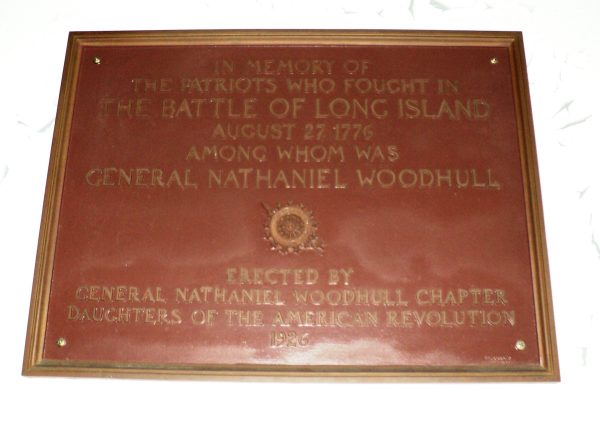 IN MEMORY OF
THE PATRIOTS WHO FOUGHT IN
THE BATTLE OF LONG ISLAND
AUGUST 27, 1776
AMONG WHOM WAS
GENERAL NATHANIEL WOODHULL
ERECTED BY
GENERAL NATHANIEL WOODHULL CHAPTER
DAUGHTERS OF THE AMERICAN REVOLUTION
1926